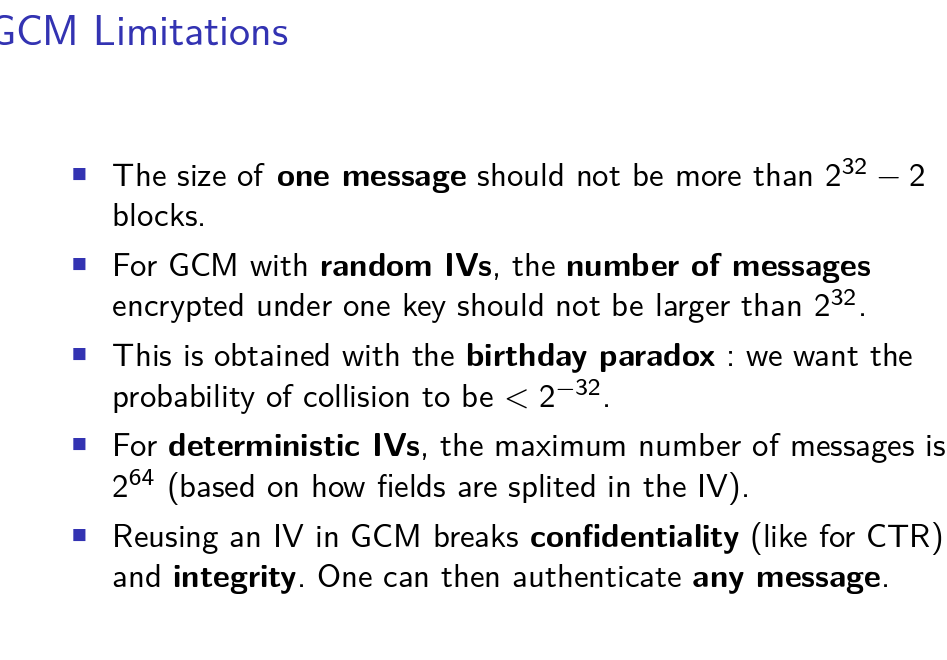 GCM Limitations
The size of one message should not be more than 2^32 − 2
blocks.
For GCM with random IVs, the number of messages
encrypted under one key should not be larger than 2^32.
This is obtained with the birthday paradox : we want the
probability of collision to be < 2^−32.
For deterministic IVs, the maximum number of messages is
2^64 (based on how fields are splited in the IV).
Reusing an IV in GCM breaks confidentiality (like for CTR)
and integrity. One can then authenticate any message.